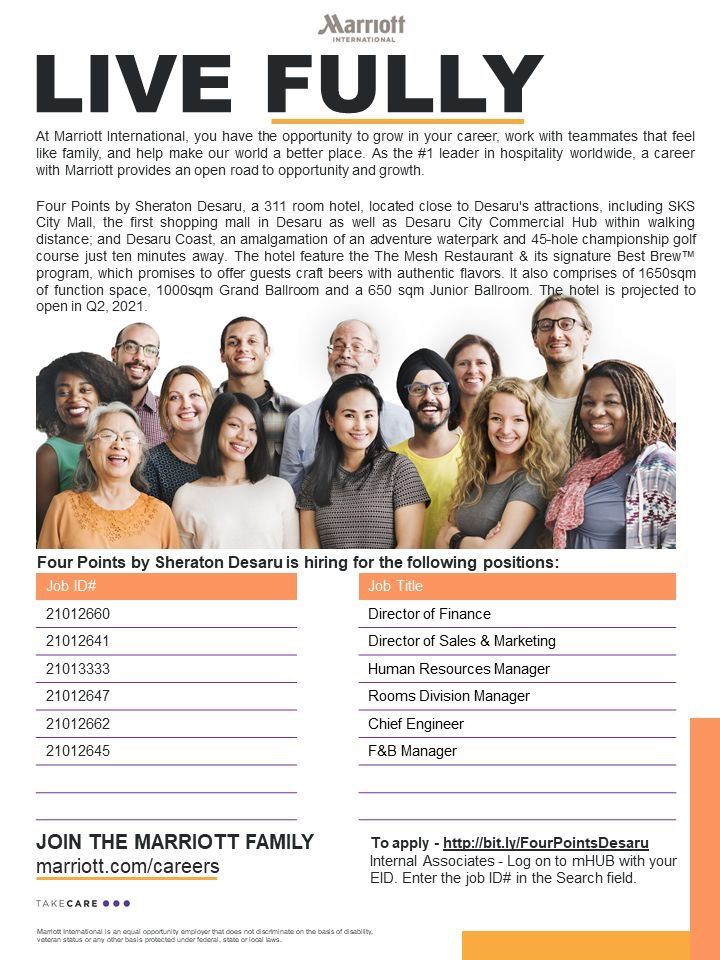 Marriott
INTERNATIONAL
LIVE FULLY
At Marriott International, you have the opportunity to grow in your career, work with teammates that feel
like family, and help make our world a better place. As the #1 leader in hospitality worldwide, a career
with Marriott provides an open road to opportunity and growth.
Four Points by Sheraton Desaru, a 311 room hotel, located close to Desaru's attractions, including SKS
City Mall, the first shopping mall in Desaru as well as Desaru City Commercial Hub within walking
distance; and Desaru Coast, an amalgamation of an adventure waterpark and 45-hole championship golf
course just ten minutes away. The hotel feature the The Mesh Restaurant & its signature Best Brew™
program, which promises to offer guests craft beers with authentic flavors. It also comprises of 1650sqm
of function space, 1000sqm Grand Ballroom and a 650 sqm Junior Ballroom. The hotel is projected to
open in Q2, 2021.
Four Points by Sheraton Desaru is hiring for the following positions:
Job ID# Job Title
21012660 Director of Finance
21012641 Director of Sales & Marketing
21013333 Human Resources Manager
21012647 Rooms Division Manager
21012662 Chief Engineer
21012645 F&B Manager
JOIN THE MARRIOTT FAMILY
marriott.com/careers
To apply - http://bit.ly/FourPointsDesaru
Internal Associates - Log on to mHUB with your
EID. Enter the job ID# in the Search field.
TAKECARE
Marriott International is an equal opportunity employer that does not discriminate on the basis of disability,
veteran status or any other basis protected under federal, state or local laws.